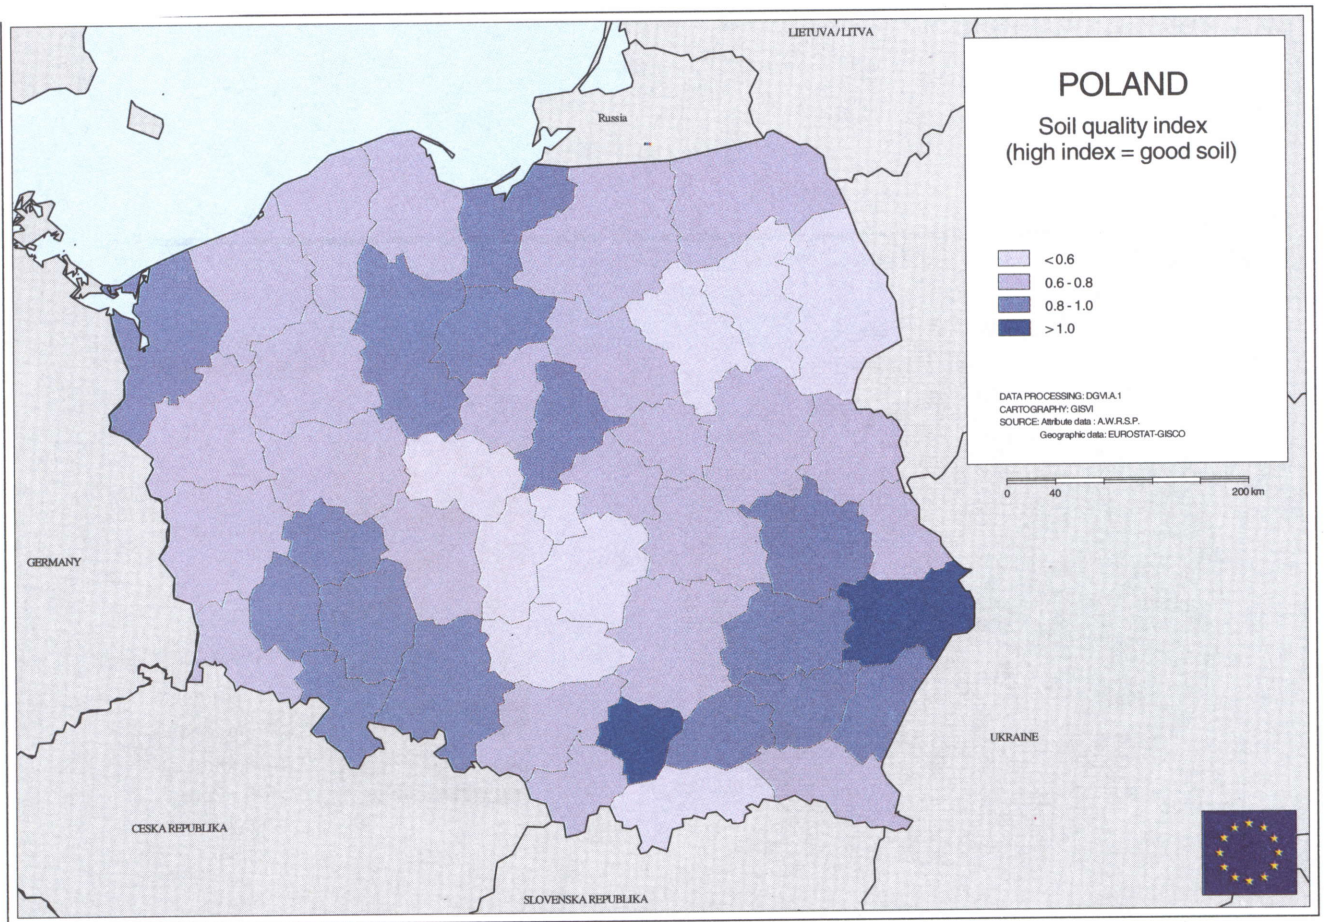 LIETUVA / LITVA
POLAND
Soil quality index
(high index = good soil)
Russia
< 0.6
0.6 - 0.8
0.8 - 1.0
> 1.0
DATA PROCESSING: DGVI.A.1
CARTOGRAPHY: GISVI
SOURCE: Attribute data : A.W.R.S.P.
Geographic data: EUROSTAT-GISCO
0 40 200 km
GERMANY
UKRAINE
CESKA REPUBLIKA
SLOVENSKA REPUBLIKA